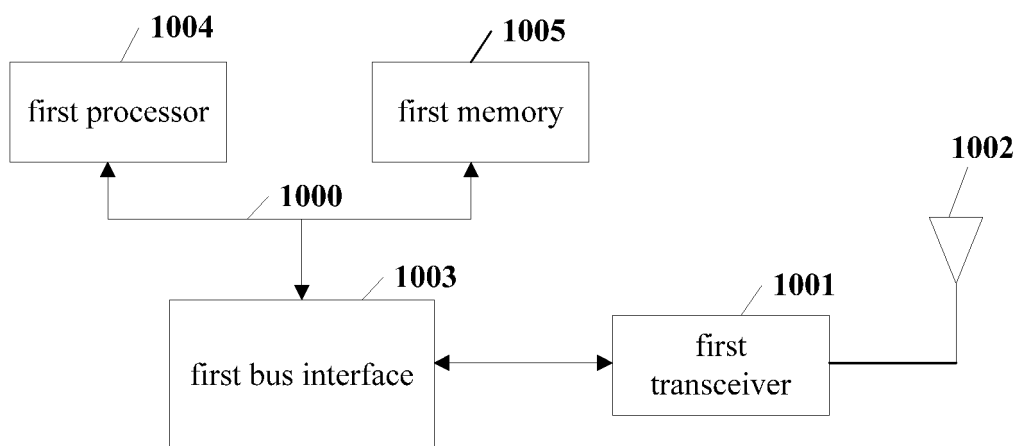 1004
1005
first processor
first memory
1002
1000
1003
1001
first bus interface
first
transceiver